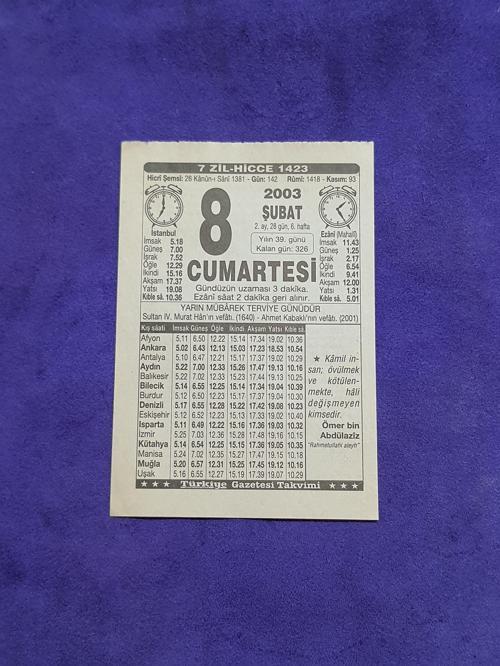 7 ZİL-HİCCE 1423
Hicrî Şemsî: 26 Kânûn-ı Sânî 1381 - Gün: 142 Rûmî: 1418 - Kasım: 93
8
2003
ŞUBAT
2. ay, 28 gün, 6. hafta
Yılın 39. günü
Kalan gün: 326
CUMARTESİ
Gündüzün uzaması 3 dakika.
Ezânî sâat 2 dakîka geri alınır.
İstanbul
İmsak 5.18
Güneş 7.00
İşrak 7.52
Öğle 12.29
İkindi 15.16
Akşam 17.37
Yatsı 19.08
Kıble sâ. 10.36
Ezânî (Mahallî)
İmsak 11.43
Güneş 1.25
İşrak 2.17
Öğle 6.54
İkindi 9.41
Akşam 12.00
Yatsı 1.31
Kıble sâ. 5.01
YARIN MÜBÂREK TERVİYE GÜNÜDÜR
Sultan IV. Murat Hân'ın vefâtı. (1640) - Ahmet Kabaklı'nın vefâtı. (2001)
Kış sâati İmsak Güneş Öğle İkindi Akşam Yatsı Kıble sâ.
Afyon 5.11 6.50 12.22 15.14 17.34 19.02 10.36
Ankara 5.02 6.43 12.13 15.03 17.23 18.53 10.54
Antalya 5.10 6.47 12.21 15.17 17.37 19.03 10.21
Aydın 5.22 7.00 12.33 15.26 17.47 19.13 10.16
Balıkesir 5.22 7.02 12.33 15.23 17.44 19.13 10.25
Bilecik 5.14 6.55 12.25 15.14 17.34 19.04 10.39
Burdur 5.12 6.50 12.23 15.17 17.38 19.04 10.30
Denizli 5.17 6.55 12.28 15.22 17.42 19.08 10.23
Eskişehir 5.12 6.52 12.23 15.13 17.33 19.02 10.40
Isparta 5.11 6.49 12.22 15.16 17.36 19.03 10.32
İzmir 5.25 7.03 12.36 15.28 17.48 19.16 10.15
Kütahya 5.14 6.54 12.25 15.15 17.35 19.04 10.35
Manisa 5.24 7.02 12.35 15.27 17.47 19.15 10.18
Muğla 5.20 6.57 12.31 15.25 17.45 19.12 10.16
Uşak 5.16 6.55 12.27 15.19 17.39 19.07 10.29
★ Kâmil in-
san; övülmek
ve kötülen-
mekte, hâli
değişmeyen
kimsedir.
Ömer bin
Abdülaziz
"Rahmetullahi aleyh"
★ ★ ★ Türkiye Gazetesi Takvimi ★ ★ ★